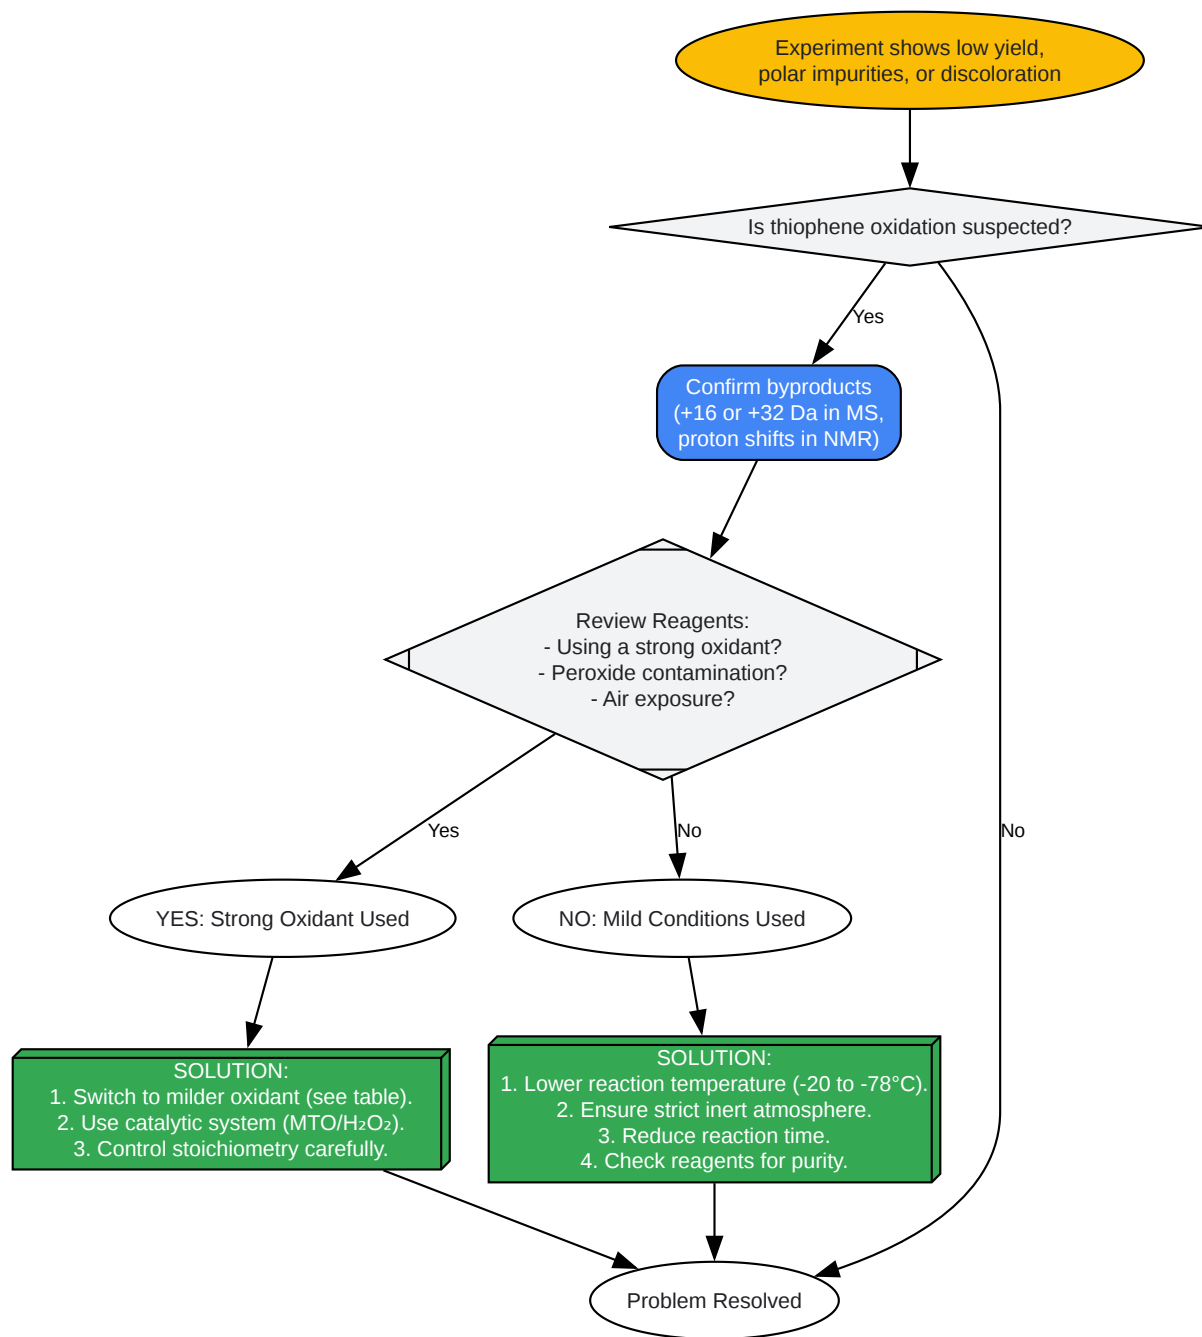 Experiment shows low yield,
polar impurities, or discoloration
Is thiophene oxidation suspected?
Yes
Confirm byproducts
(+16 or +32 Da in MS,
proton shifts in NMR)
Review Reagents:
- Using a strong oxidant?
- Peroxide contamination?
- Air exposure?
Yes
No
No
YES: Strong Oxidant Used
NO: Mild Conditions Used
SOLUTION:
1. Switch to milder oxidant (see table).
2. Use catalytic system (MTO/H₂O₂).
3. Control stoichiometry carefully.
SOLUTION:
1. Lower reaction temperature (-20 to -78°C).
2. Ensure strict inert atmosphere.
3. Reduce reaction time.
4. Check reagents for purity.
Problem Resolved